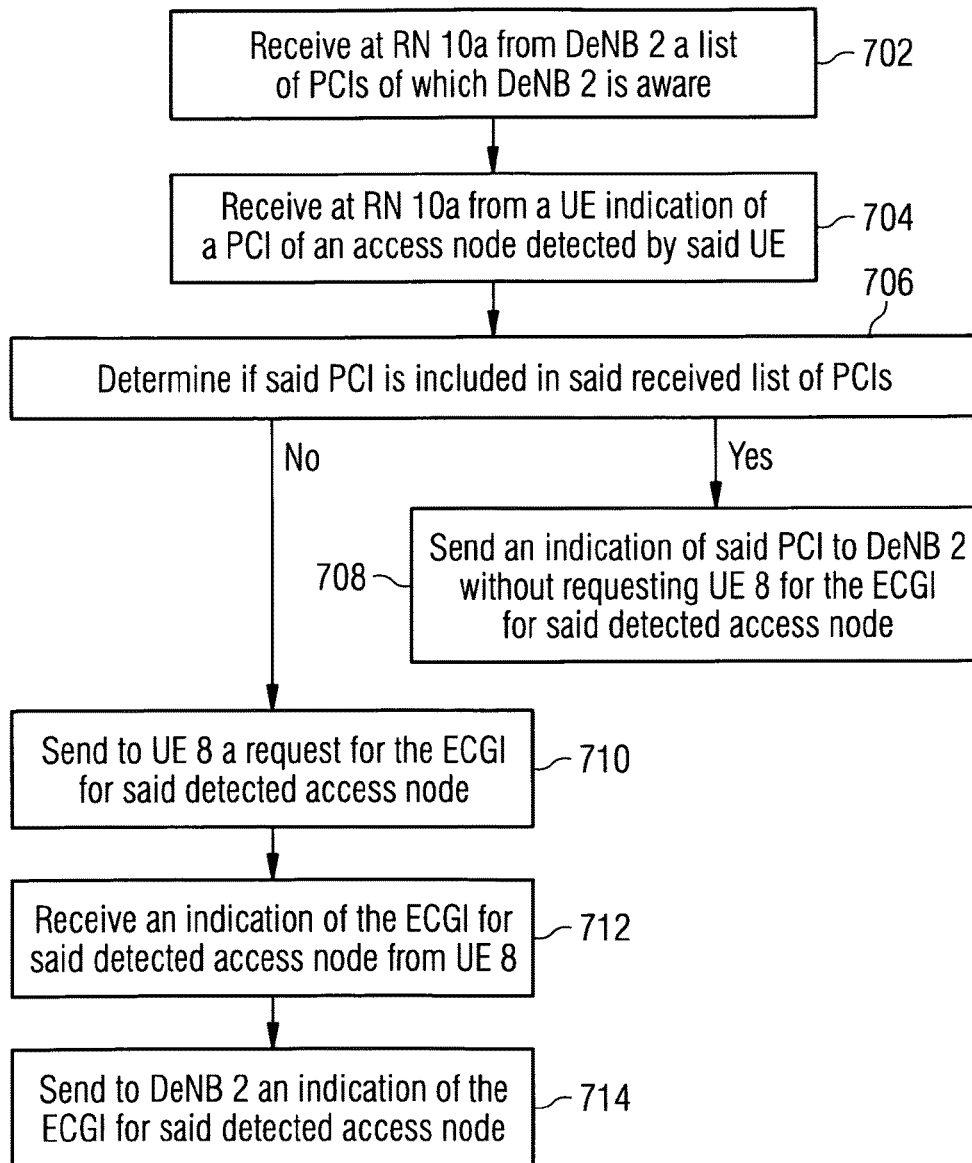 Receive at RN 10a from DeNB 2 a list
of PCIs of which DeNB 2 is aware
702
Receive at RN 10a from a UE indication of
a PCI of an access node detected by said UE
704
706
Determine if said PCI is included in said received list of PCIs
No
Yes
Send an indication of said PCI to DeNB 2
without requesting UE 8 for the ECGI
for said detected access node
708
Send to UE 8 a request for the ECGI
for said detected access node
710
Receive an indication of the ECGI for
said detected access node from UE 8
712
Send to DeNB 2 an indication of the
ECGI for said detected access node
714